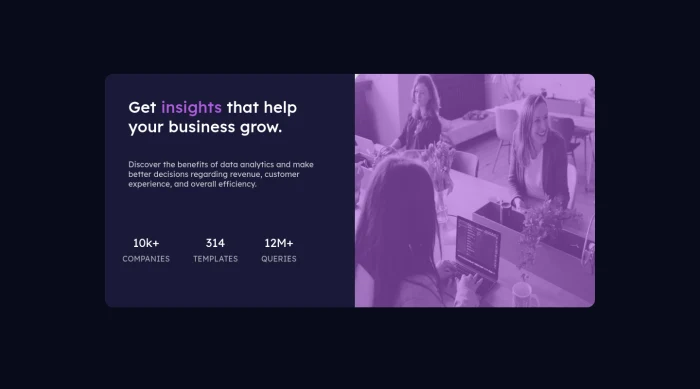 Get insights that help
your business grow.
Discover the benefits of data analytics and make
better decisions regarding revenue, customer
experience, and overall efficiency.
10k+ 314 12M+
COMPANIES TEMPLATES QUERIES